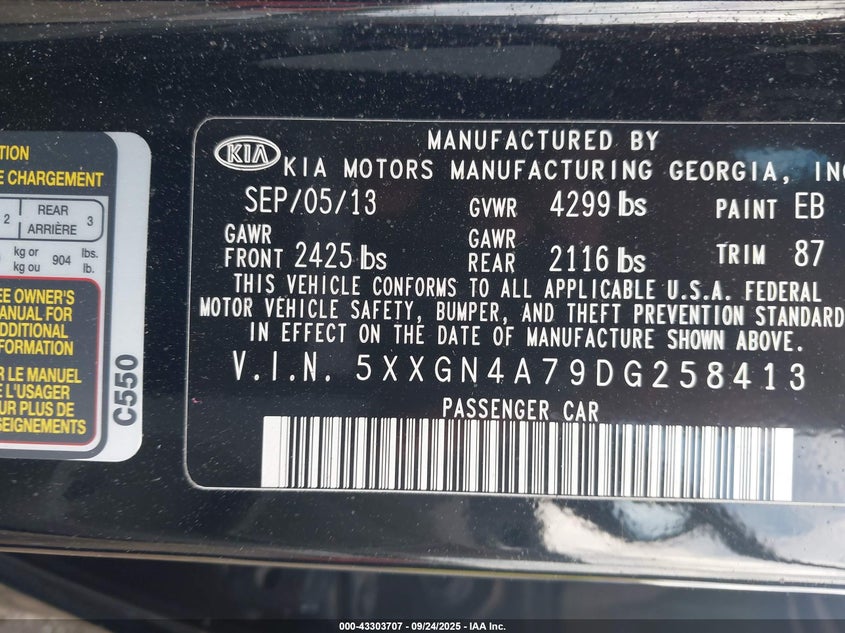 TION
E CHARGEMENT
2 REAR ARRIÈRE 3
kg or kg ou 904 lbs. lb.
EE OWNER'S
MANUAL FOR
ADDITIONAL
INFORMATION
R LE MANUEL
E L'USAGER
OUR PLUS DE
SEIGNEMENTS
C550
MANUFACTURED BY
KIA KIA MOTORS MANUFACTURING GEORGIA, INC
SEP/05/13 GVWR 4299 lbs PAINT EB
GAWR FRONT 2425 lbs GAWR REAR 2116 lbs TRIM 87
THIS VEHICLE CONFORMS TO ALL APPLICABLE U.S.A. FEDERAL
MOTOR VEHICLE SAFETY, BUMPER, AND THEFT PREVENTION STANDARD
IN EFFECT ON THE DATE OF MANUFACTURE SHOWN ABOVE.
V.I.N. 5XXGN4A79DG258413
PASSENGER CAR
000-43303707 - 09/24/2025 - IAA Inc.